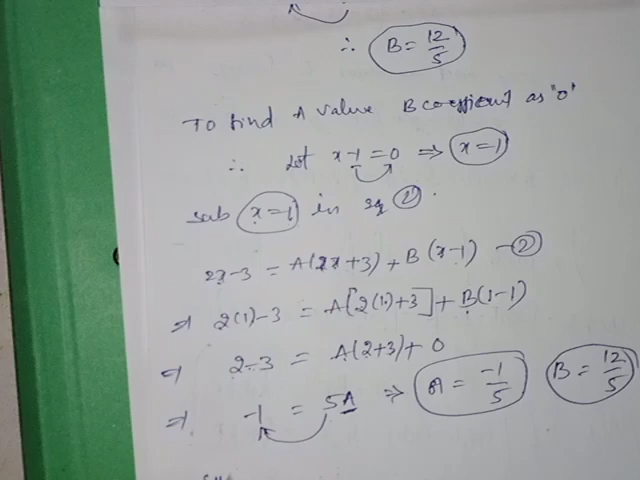 ∴ B = 12/5
To find A value B coefficient as "0"
∴ Let x-1 = 0 ⇒ x = 1
sub x = 1 in eq ②.
2x-3 = A(2x+3) + B(x-1) — ②
⇒ 2(1)-3 = A[2(1)+3] + B(1-1)
⇒ 2-3 = A(2+3) + 0
⇒ -1 = 5A ⇒ A = -1/5 B = 12/5